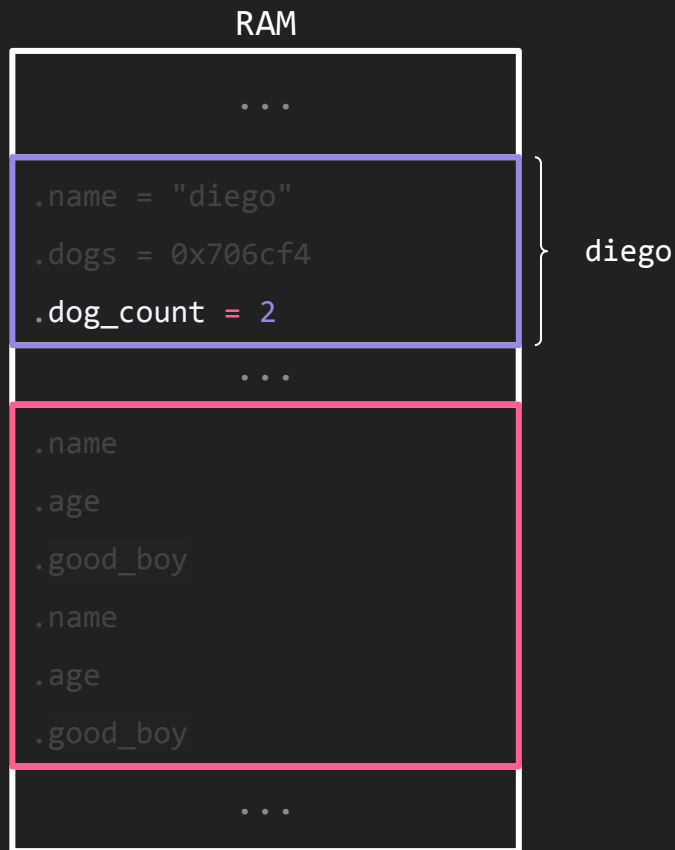 RAM
...
.name = "diego"
.dogs = 0x706cf4
diego
.dog_count = 2
...
.name
.age
.good_boy
.name
.age
.good_boy
...